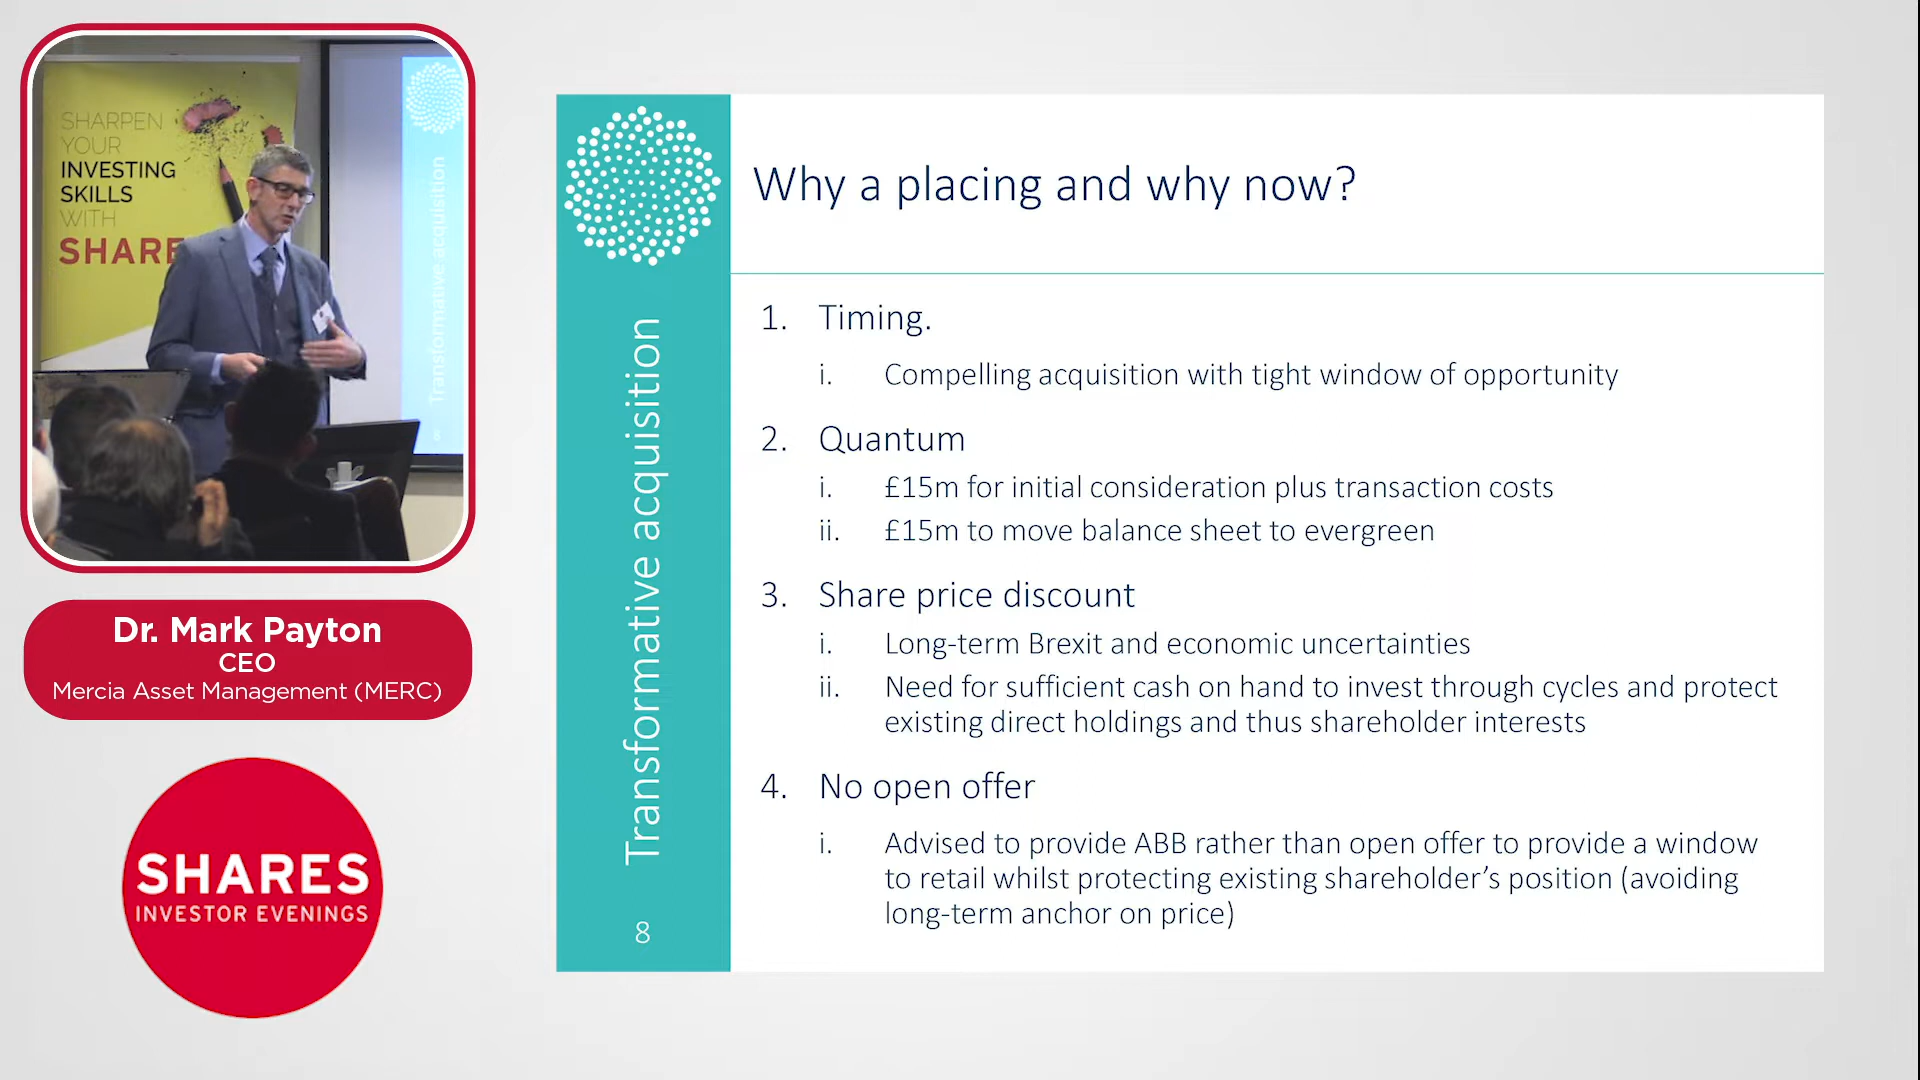 SHARPEN
YOUR
INVESTING
SKILLS
WITH
SHARE
Transformative acquisition
8
Dr. Mark Payton
CEO
Mercia Asset Management (MERC)
SHARES
INVESTOR EVENINGS
Transformative acquisition
8
Why a placing and why now?
1. Timing.
i. Compelling acquisition with tight window of opportunity
2. Quantum
i. £15m for initial consideration plus transaction costs
ii. £15m to move balance sheet to evergreen
3. Share price discount
i. Long-term Brexit and economic uncertainties
ii. Need for sufficient cash on hand to invest through cycles and protect
existing direct holdings and thus shareholder interests
4. No open offer
i. Advised to provide ABB rather than open offer to provide a window
to retail whilst protecting existing shareholder’s position (avoiding
long-term anchor on price)